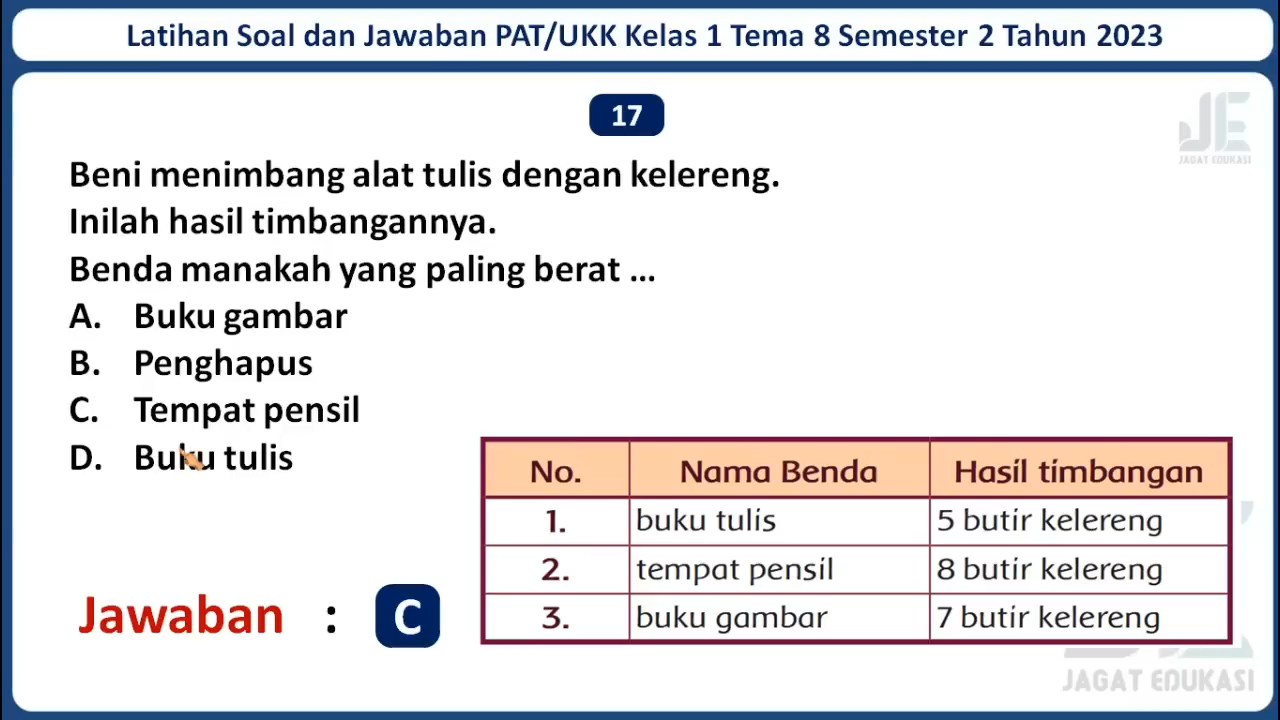 Latihan Soal dan Jawaban PAT/UKK Kelas 1 Tema 8 Semester 2 Tahun 2023
17
JE
JAGAT EDUKASI
Beni menimbang alat tulis dengan kelereng.
Inilah hasil timbangannya.
Benda manakah yang paling berat ...
A. Buku gambar
B. Penghapus
C. Tempat pensil
D. Buku tulis
No. Nama Benda Hasil timbangan
1. buku tulis 5 butir kelereng
2. tempat pensil 8 butir kelereng
3. buku gambar 7 butir kelereng
Jawaban : C
JAGAT EDUKASI